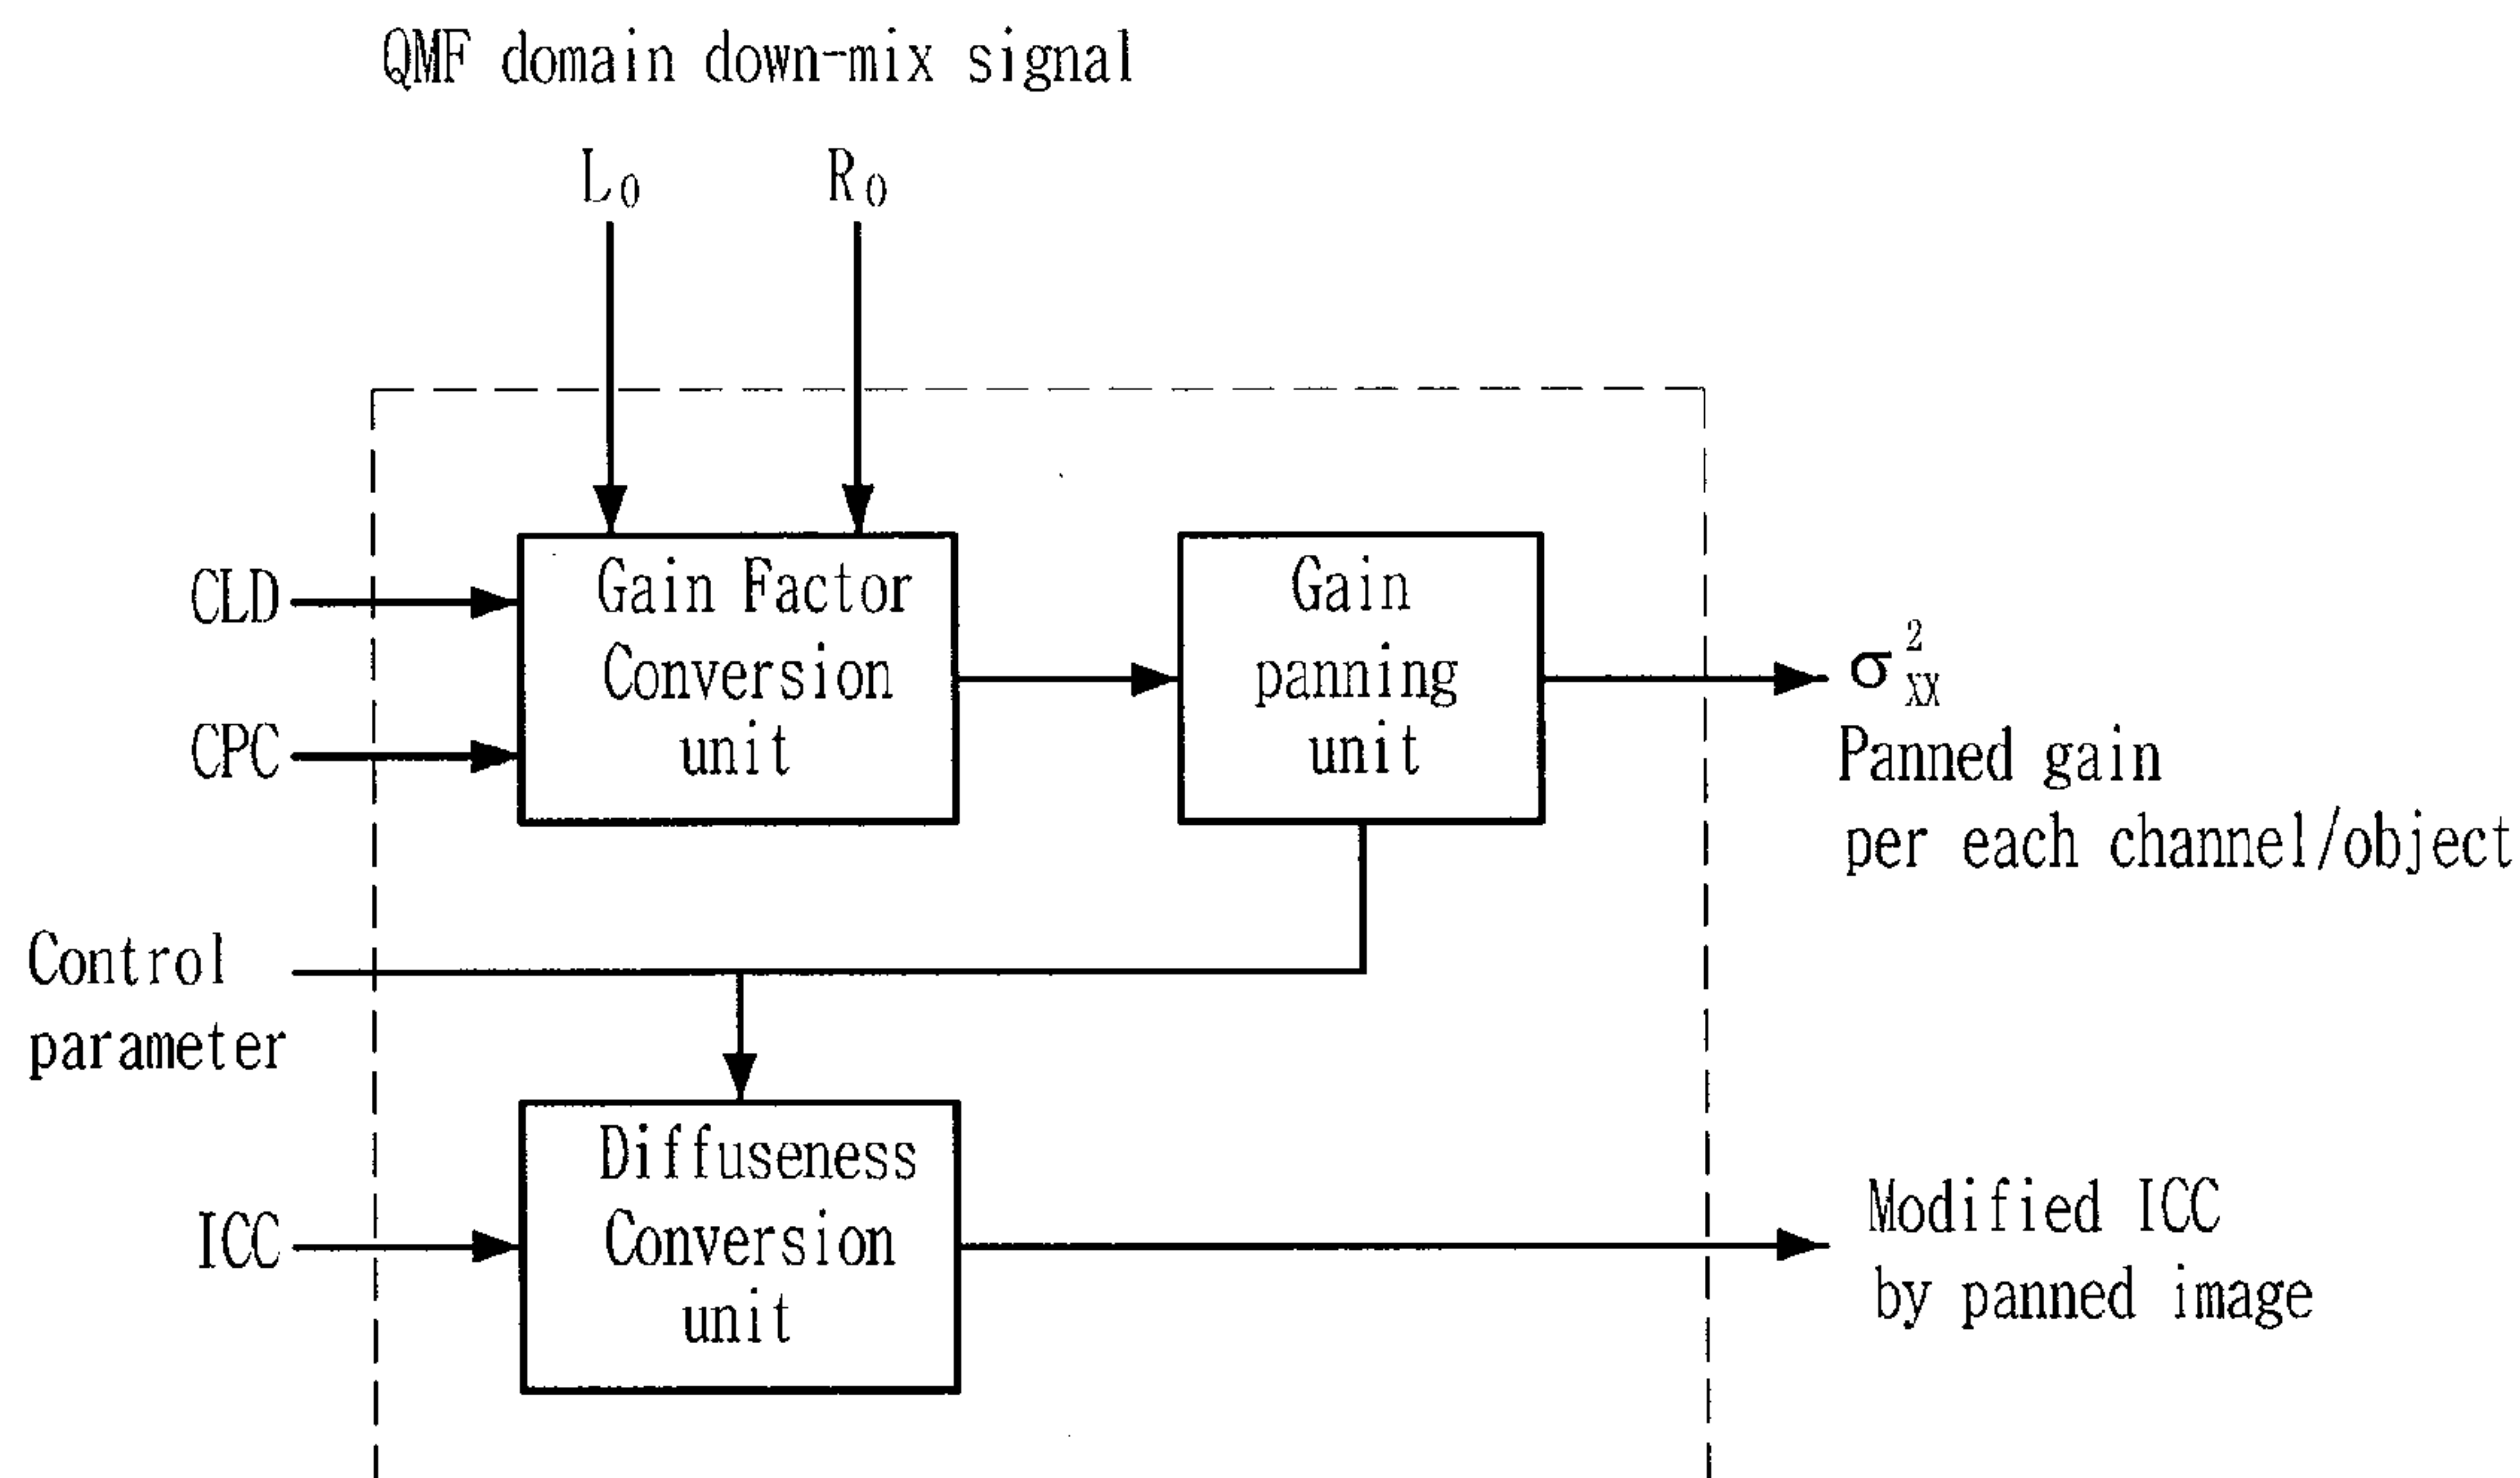 QMF domain down-mix signal
L0 R0
CLD
CPC
Gain Factor
Conversion
unit
Gain
panning
unit
σ²xx
Panned gain
per each channel/object
Control
parameter
ICC
Diffuseness
Conversion
unit
Modified ICC
by panned image